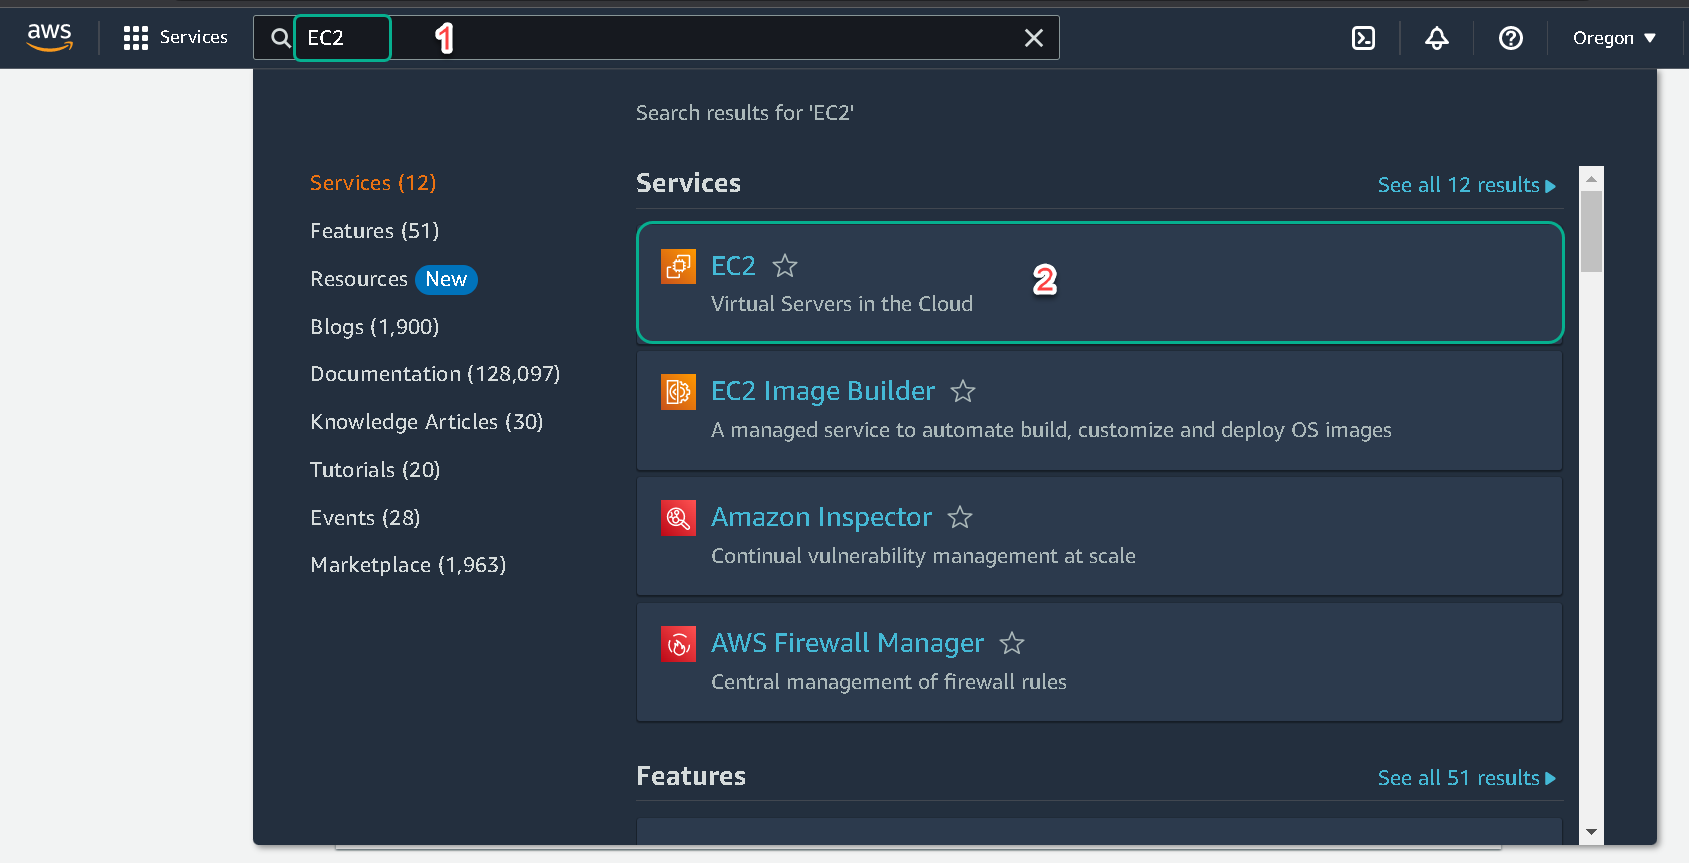 aws
Services
EC2
1
Oregon
Search results for 'EC2'
Services (12)
Features (51)
Resources New
Blogs (1,900)
Documentation (128,097)
Knowledge Articles (30)
Tutorials (20)
Events (28)
Marketplace (1,963)
Services
See all 12 results
EC2
2
Virtual Servers in the Cloud
EC2 Image Builder
A managed service to automate build, customize and deploy OS images
Amazon Inspector
Continual vulnerability management at scale
AWS Firewall Manager
Central management of firewall rules
Features
See all 51 results